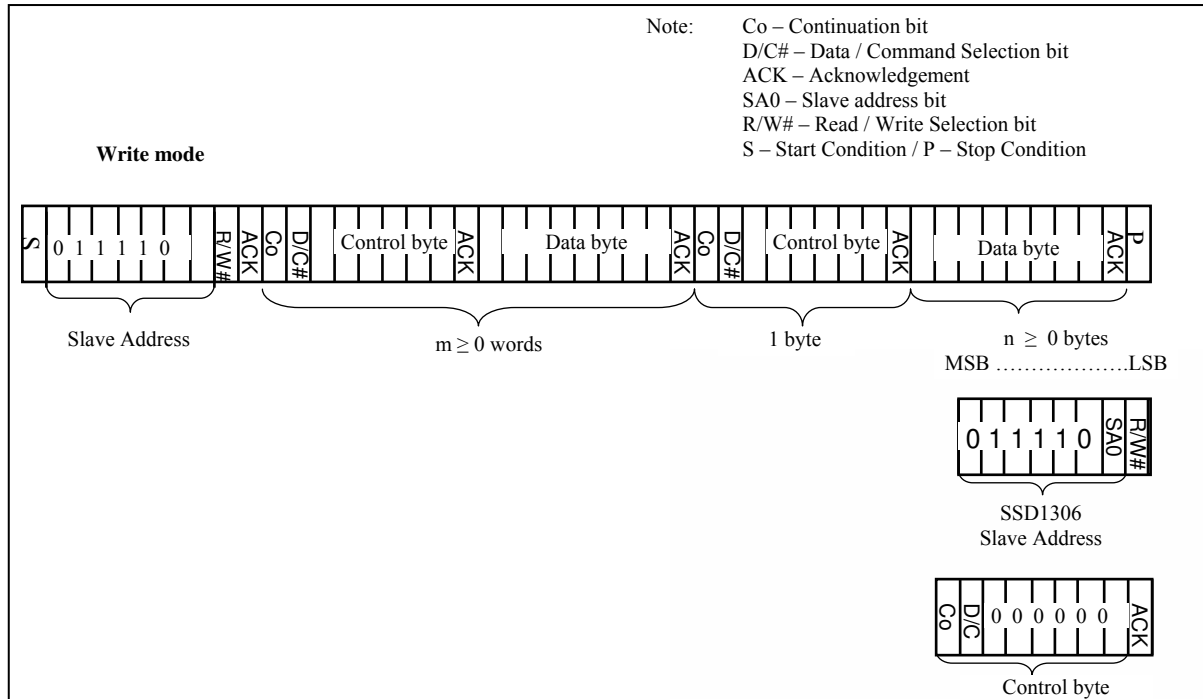 Note: Co – Continuation bit
D/C# – Data / Command Selection bit
ACK – Acknowledgement
SA0 – Slave address bit
R/W# – Read / Write Selection bit
S – Start Condition / P – Stop Condition
Write mode
S 0 1 1 1 1 0 R/W# ACK Co D/C# Control byte ACK Data byte ACK Co D/C# Control byte ACK Data byte ACK P
Slave Address m ≥ 0 words 1 byte n ≥ 0 bytes
MSB ………………….LSB
0 1 1 1 1 0 SA0 R/W#
SSD1306
Slave Address
Co D/C 0 0 0 0 0 0 ACK
Control byte